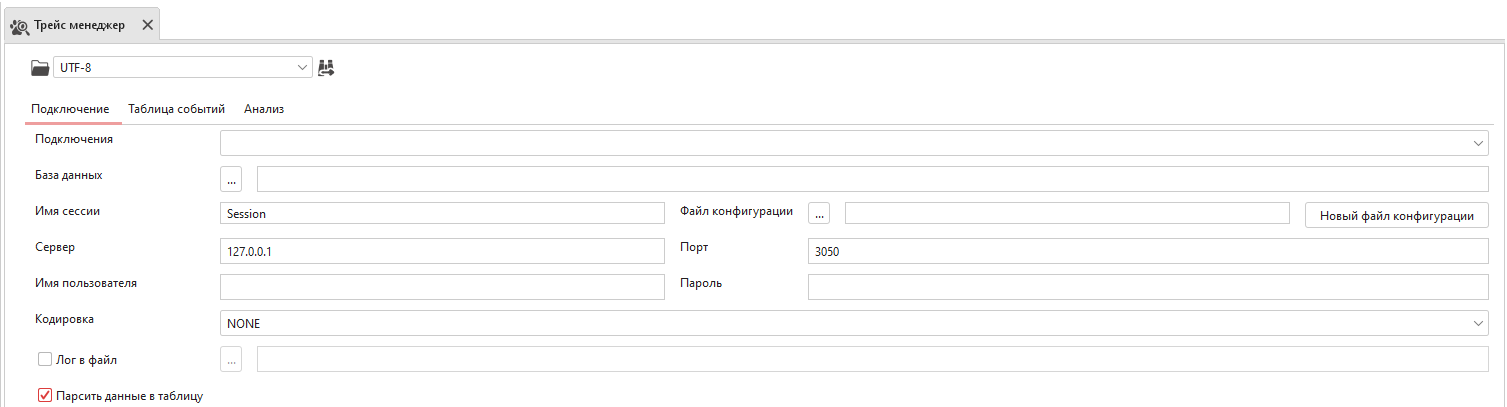 Трейс менеджер
UTF-8
Подключение Таблица событий Анализ
Подключения
База данных ...
Имя сессии Session Файл конфигурации ... Новый файл конфигурации
Сервер 127.0.0.1 Порт 3050
Имя пользователя Пароль
Кодировка NONE
Лог в файл ...
Парсить данные в таблицу